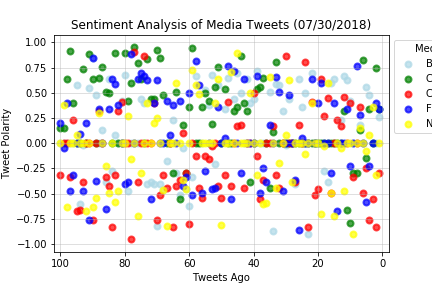 Sentiment Analysis of Media Tweets (07/30/2018)
1.00
0.75
0.50
0.25
0.00
−0.25
−0.50
−0.75
−1.00
Tweet Polarity
100
80
60
40
20
0
Tweets Ago
B
C
C
F
N